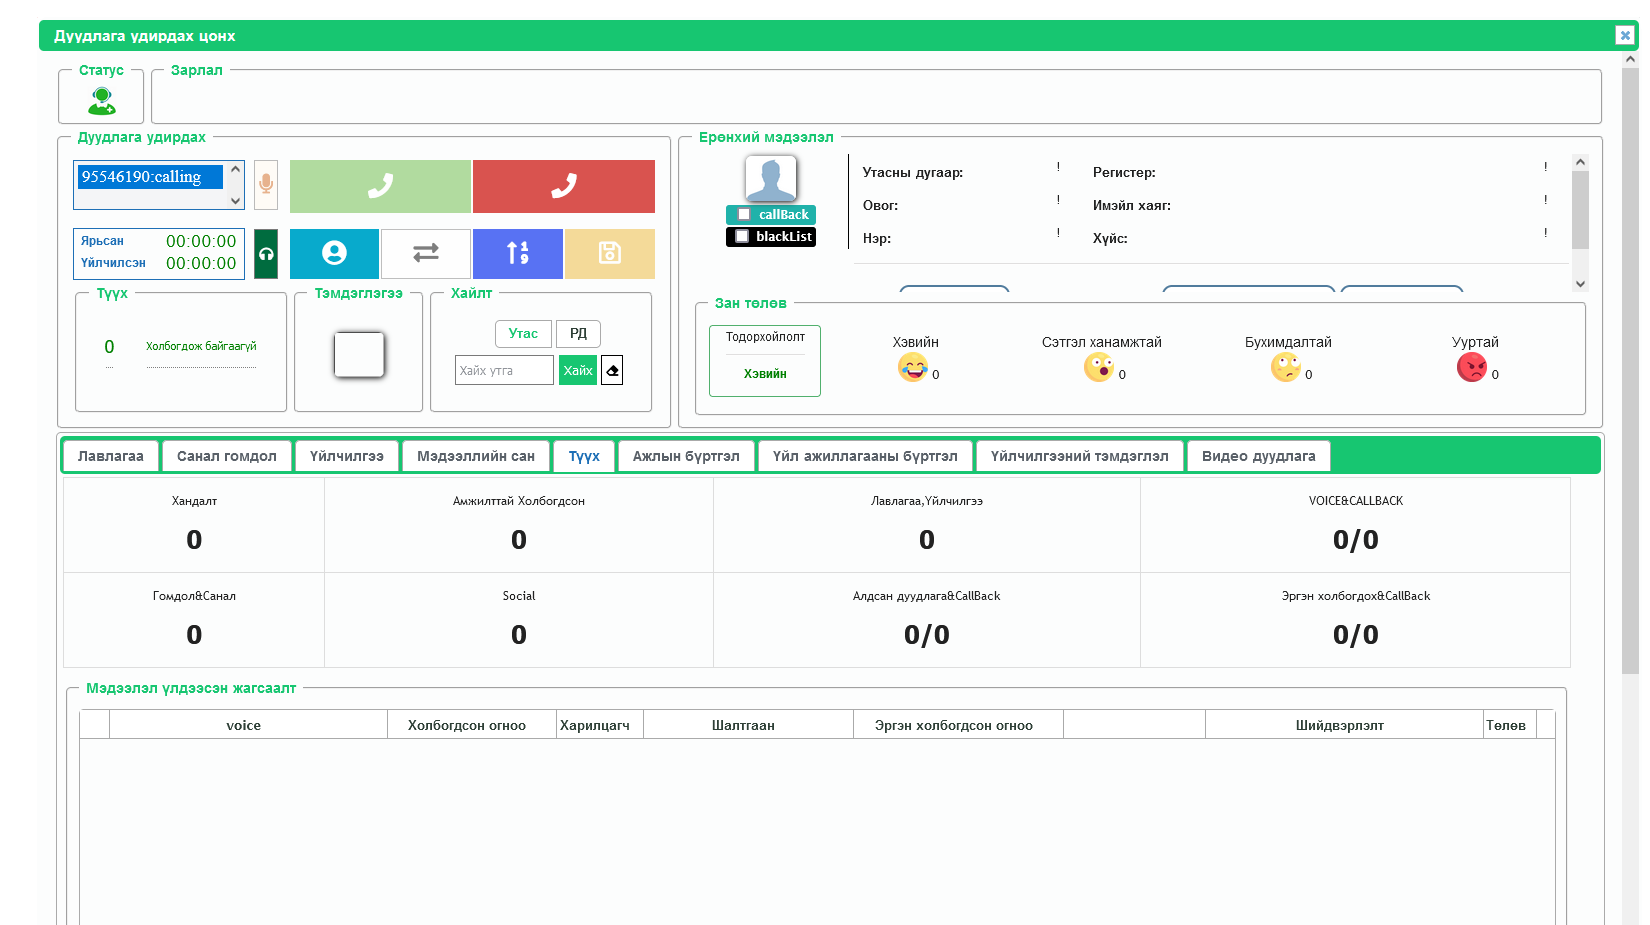 Дуудлага удирдах цонх
Статус
Зарлал
Дуудлага удирдах
95546190:calling
Ярьсан 00:00:00
Үйлчилсэн 00:00:00
Түүх
0 Холбогдож байгаагүй
Тэмдэглэгээ
Хайлт
Утас РД
Хайх утга Хайх
Ерөнхий мэдээлэл
callBack
blackList
Утасны дугаар: ! Регистер: !
Овог: ! Имэйл хаяг: !
Нэр: ! Хүйс: !
Зан төлөв
Тодорхойлолт
Хэвийн
Хэвийн
0
Сэтгэл ханамжтай
0
Бухимдалтай
0
Ууртай
0
Лавлагаа Санал гомдол Үйлчилгээ Мэдээллийн сан Түүх Ажлын бүртгэл Үйл ажиллагааны бүртгэл Үйлчилгээний тэмдэглэл Видео дуудлага
Хандалт Амжилттай Холбогдсон Лавлагаа,Үйлчилгээ VOICE&CALLBACK
0 0 0 0/0
Гомдол&Санал Social Алдсан дуудлага&CallBack Эргэн холбогдох&CallBack
0 0 0/0 0/0
Мэдээлэл үлдээсэн жагсаалт
voice Холбогдсон огноо Харилцагч Шалтгаан Эргэн холбогдсон огноо Шийдвэрлэлт Төлөв